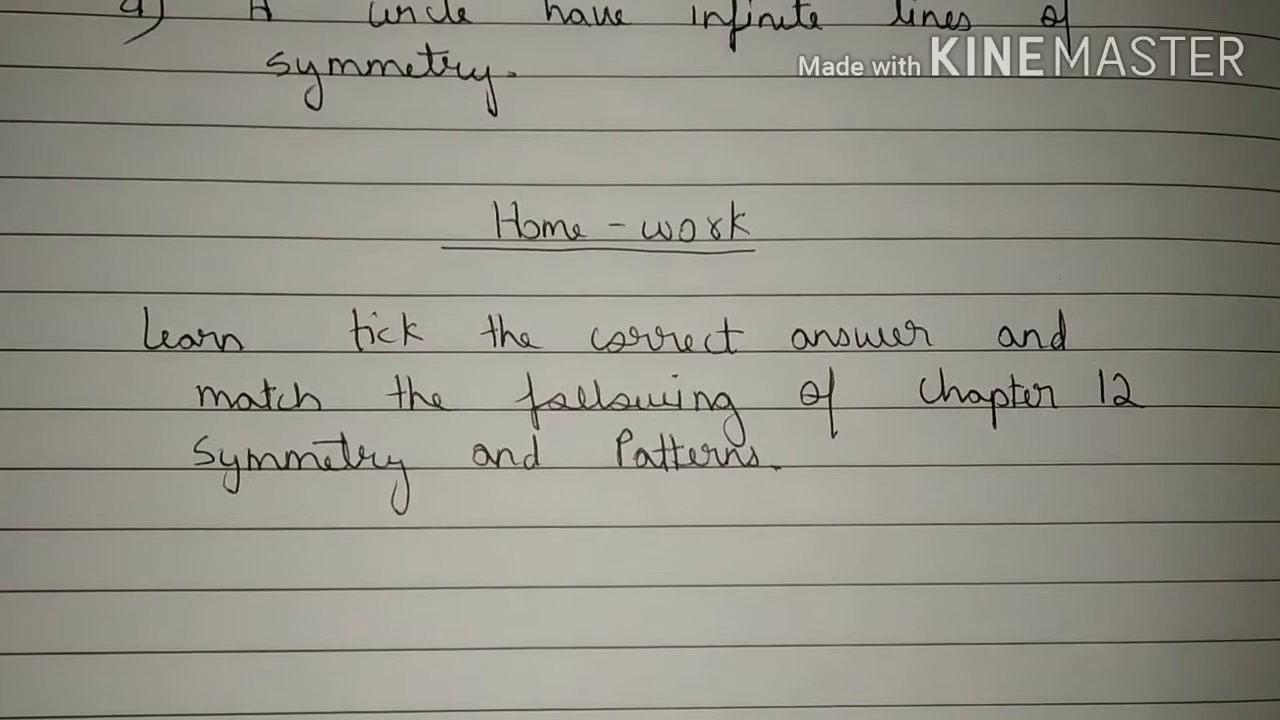 A circle have infinite lines of
symmetry.
Made with KINEMASTER
Home - work
Learn tick the correct answer and
match the following of Chapter 12
Symmetry and Patterns.